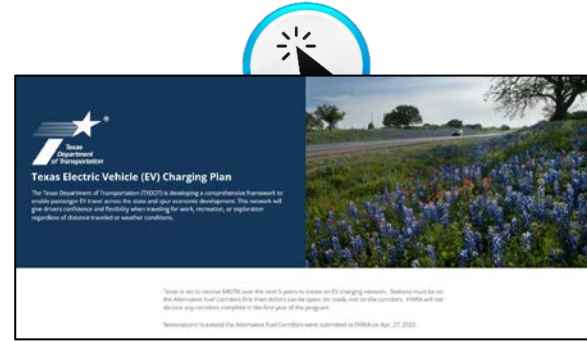 Texas
Department
of Transportation
Texas Electric Vehicle (EV) Charging Plan
The Texas Department of Transportation (TxDOT) is developing a comprehensive framework to
enable passenger EV travel across the state and spur economic development. This network will
give drivers confidence and flexibility when traveling for work, recreation, or exploration
regardless of distance traveled or weather conditions.
Texas is set to receive $407M over the next 5 years to create an EV charging network. Stations must be on
the Alternative Fuel Corridors first then dollars can be spent on roads, not on the corridors. FHWA will not
declare any corridors complete in the first year of the program.
Nominations to extend the Alternative Fuel Corridors were submitted to FHWA on Apr. 27, 2022.